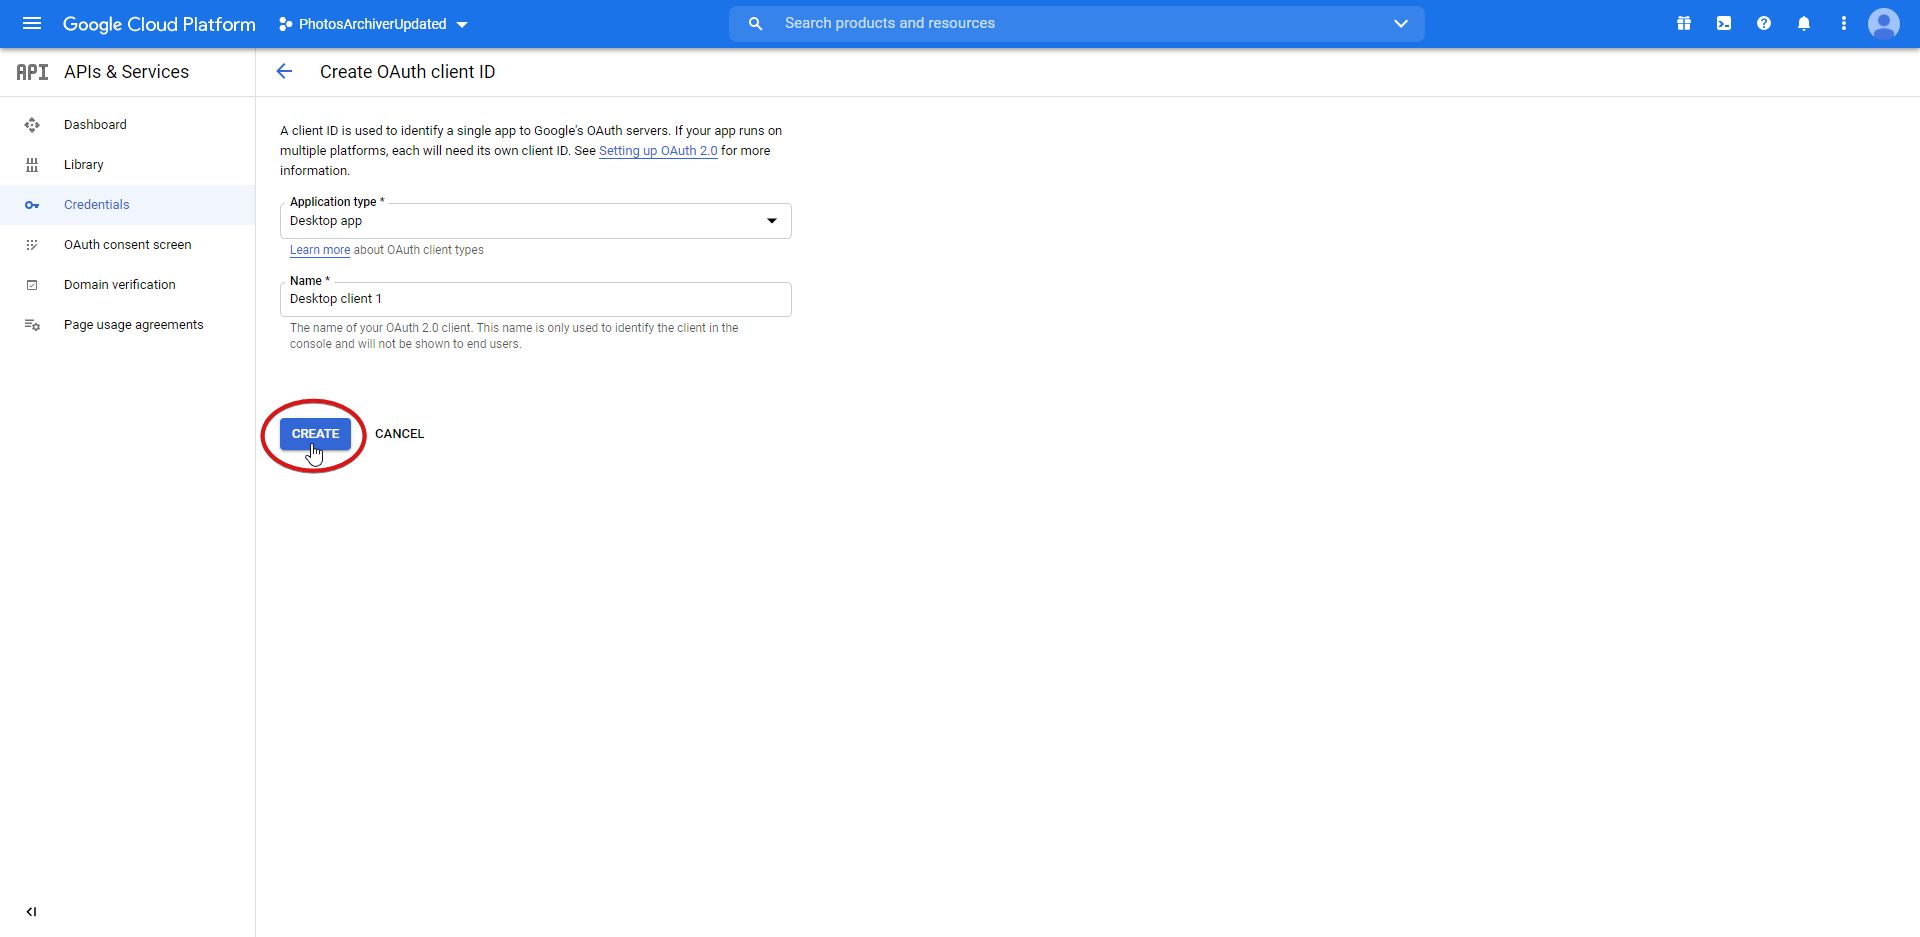 Google Cloud Platform
PhotosArchiverUpdated
Search products and resources
API
APIs & Services
Create OAuth client ID
Dashboard
Library
Credentials
OAuth consent screen
Domain verification
Page usage agreements
A client ID is used to identify a single app to Google's OAuth servers. If your app runs on
multiple platforms, each will need its own client ID. See Setting up OAuth 2.0 for more
information.
Application type *
Desktop app
Learn more about OAuth client types
Name *
Desktop client 1
The name of your OAuth 2.0 client. This name is only used to identify the client in the
console and will not be shown to end users.
CREATE
CANCEL